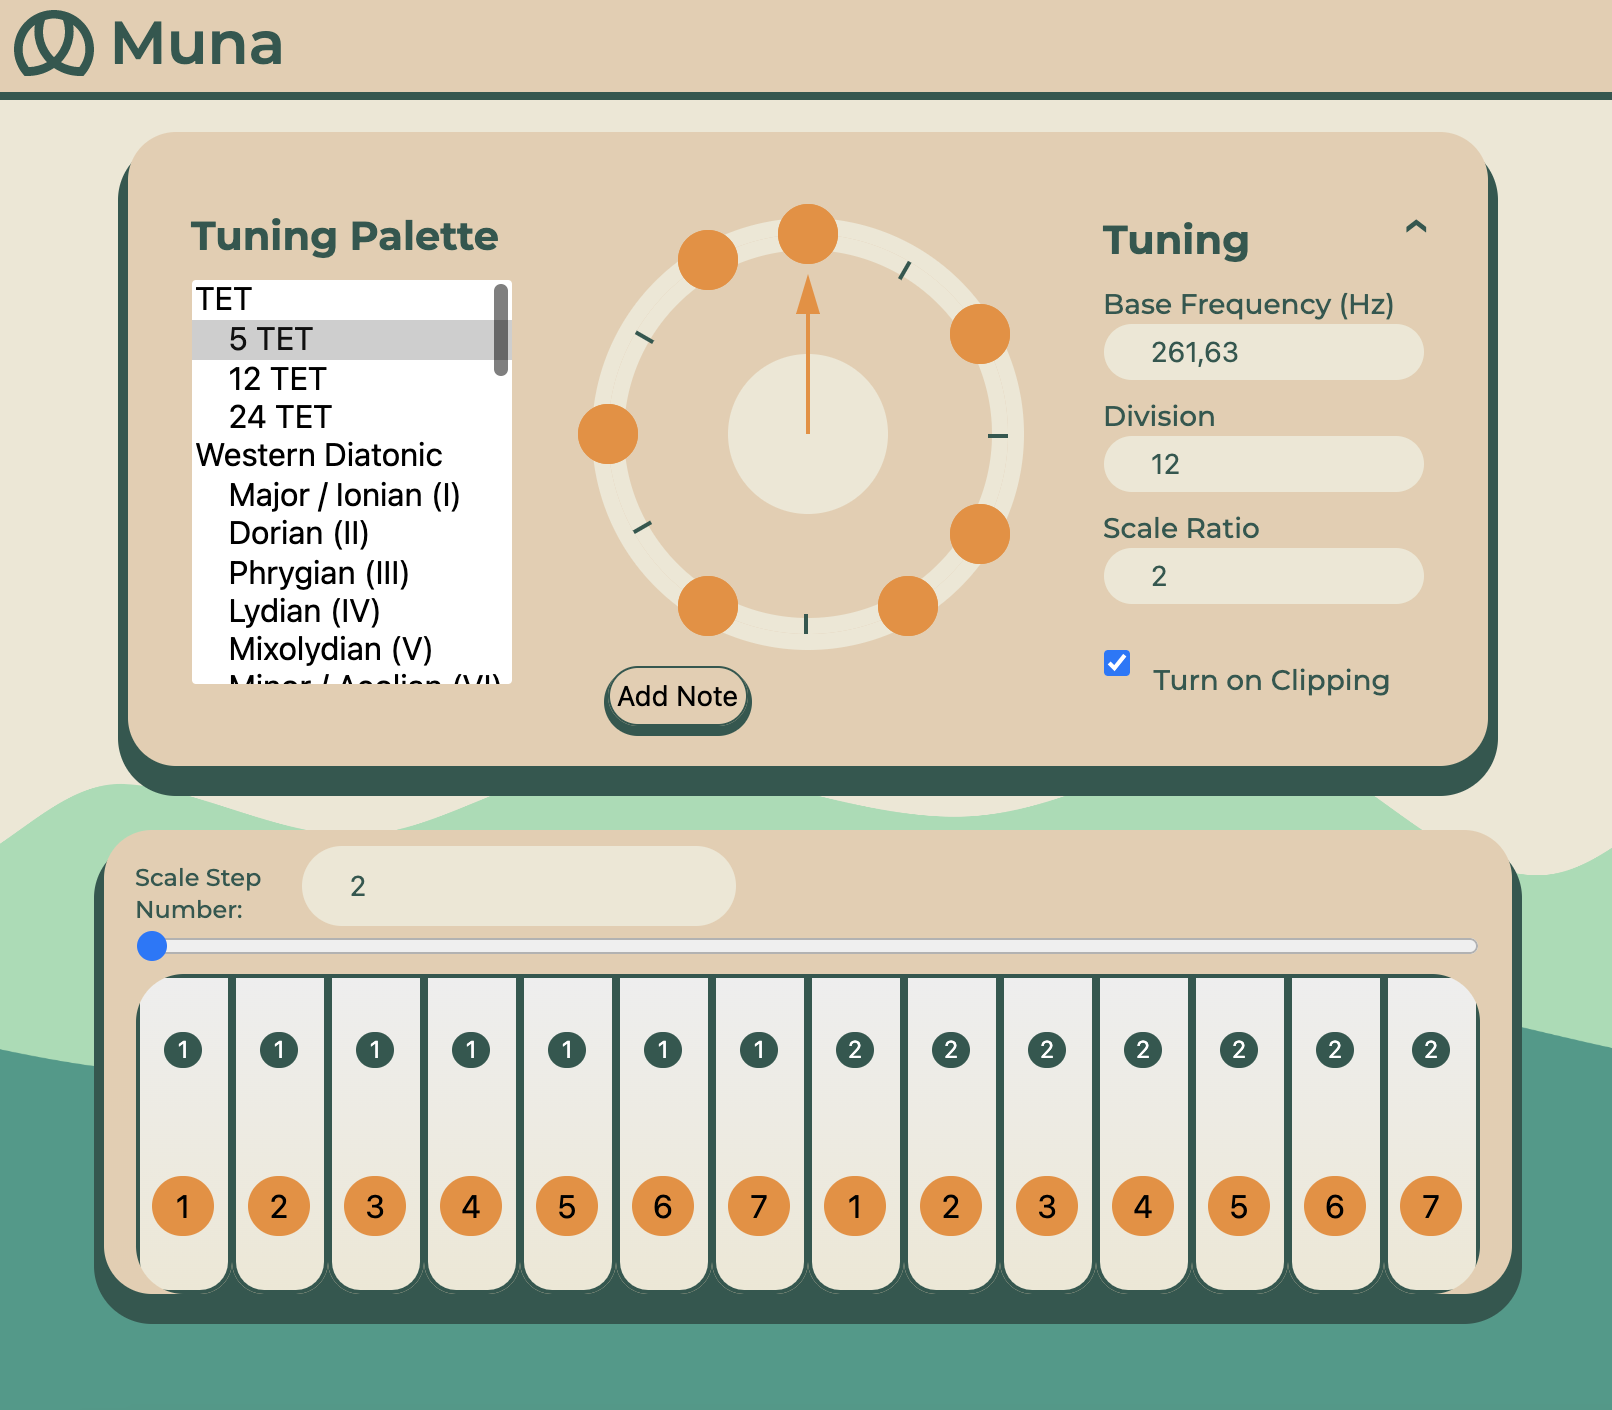 Muna
Tuning Palette
TET
5 TET
12 TET
24 TET
Western Diatonic
Major / Ionian (I)
Dorian (II)
Phrygian (III)
Lydian (IV)
Mixolydian (V)
Minor / Aeolian (VI)
Add Note
Tuning
Base Frequency (Hz)
261,63
Division
12
Scale Ratio
2
Turn on Clipping
Scale Step
Number:
2
1 1 1 1 1 1 1 2 2 2 2 2 2 2
1 2 3 4 5 6 7 1 2 3 4 5 6 7